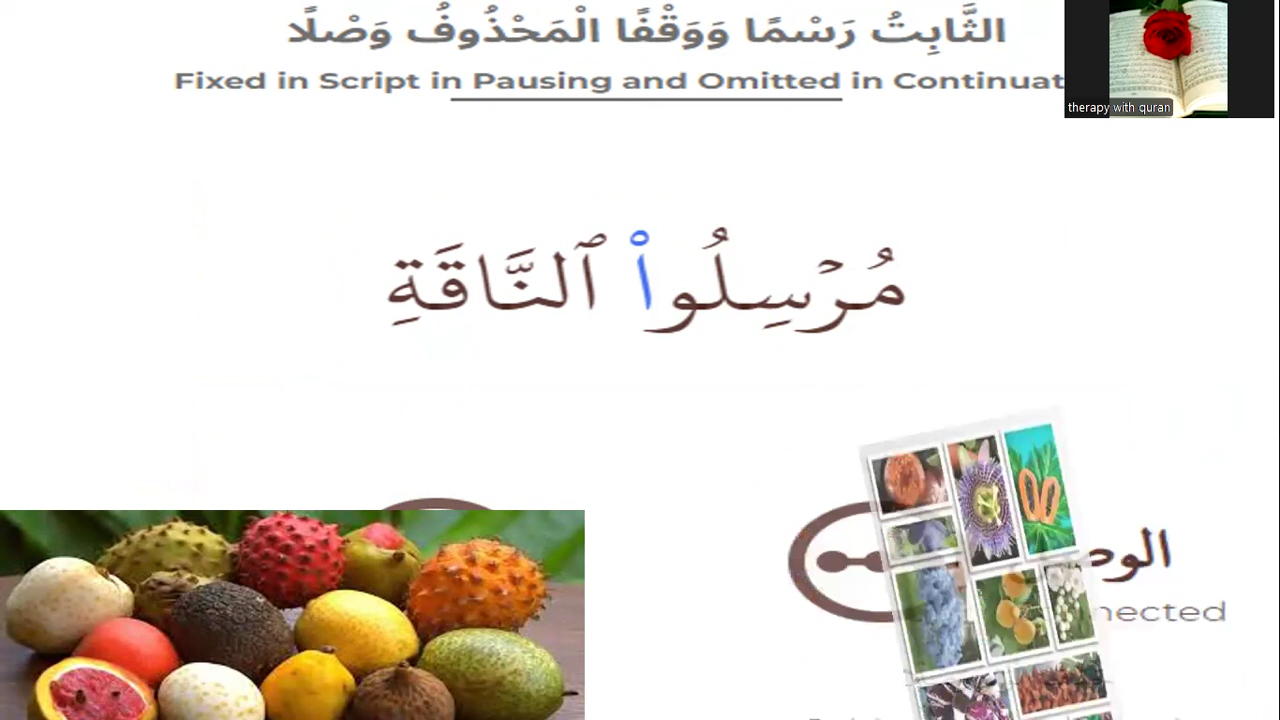 الثَّابِتُ رَسْمًا وَوَقْفًا الْمَحْذُوفُ وَصْلًا
Fixed in Script in Pausing and Omitted in Continuat
therapy with quran
مُرْسِلُوا۟ ٱلنَّاقَةِ
الوص
nected